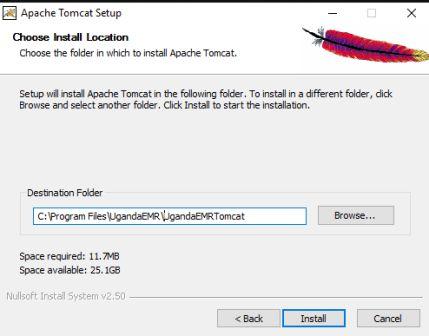 Apache Tomcat Setup
Choose Install Location
Choose the folder in which to install Apache Tomcat.
Setup will install Apache Tomcat in the following folder. To install in a different folder, click
Browse and select another folder. Click Install to start the installation.
Destination Folder
C:\Program Files\UgandaEMR\UgandaEMRTomcat
Browse...
Space required: 11.7MB
Space available: 25.1GB
Nullsoft Install System v2.50
< Back
Install
Cancel